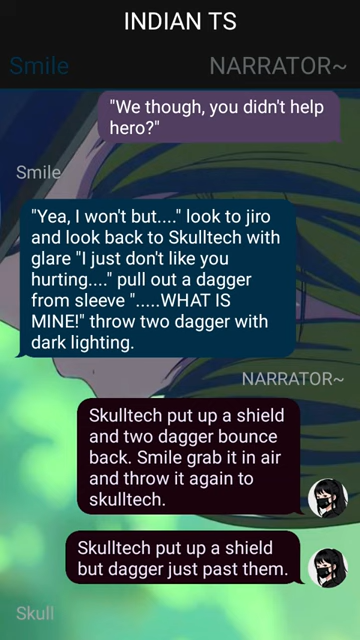 INDIAN TS
Smile NARRATOR~
"We though, you didn't help
hero?"
Smile
"Yea, I won't but...." look to jiro
and look back to Skulltech with
glare "I just don't like you
hurting...." pull out a dagger
from sleeve ".....WHAT IS
MINE!" throw two dagger with
dark lighting.
NARRATOR~
Skulltech put up a shield
and two dagger bounce
back. Smile grab it in air
and throw it again to
skulltech.
Skulltech put up a shield
but dagger just past them.
Skull